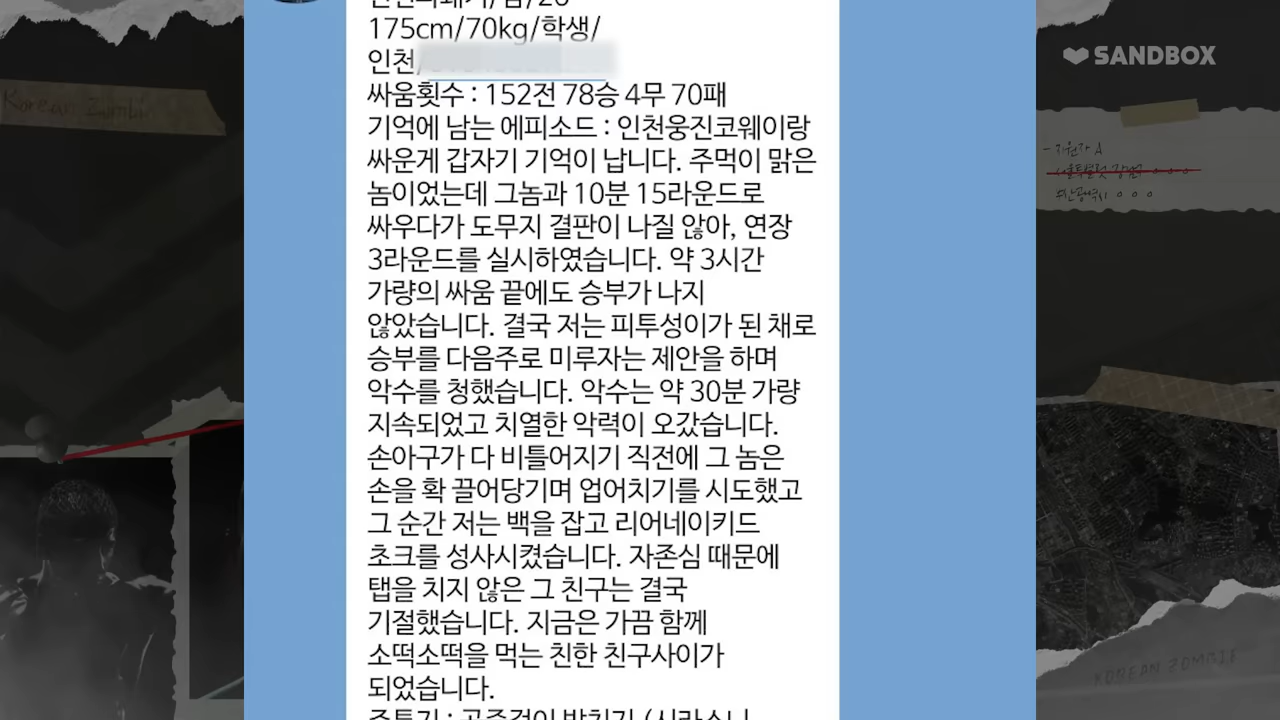 175cm/70kg/학생/
인천/
싸움횟수 : 152전 78승 4무 70패
기억에 남는 에피소드 : 인천웅진코웨이랑
싸운게 갑자기 기억이 납니다. 주먹이 맑은
놈이었는데 그놈과 10분 15라운드로
싸우다가 도무지 결판이 나질 않아, 연장
3라운드를 실시하였습니다. 약 3시간
가량의 싸움 끝에도 승부가 나지
않았습니다. 결국 저는 피투성이가 된 채로
승부를 다음주로 미루자는 제안을 하며
악수를 청했습니다. 악수는 약 30분 가량
지속되었고 치열한 악력이 오갔습니다.
손아구가 다 비틀어지기 직전에 그 놈은
손을 확 끌어당기며 업어치기를 시도했고
그 순간 저는 백을 잡고 리어네이키드
초크를 성사시켰습니다. 자존심 때문에
탭을 치지 않은 그 친구는 결국
기절했습니다. 지금은 가끔 함께
소떡소떡을 먹는 친한 친구사이가
되었습니다.
SANDBOX
Korean Zombie
- 지원자 A
KOREAN ZOMBIE